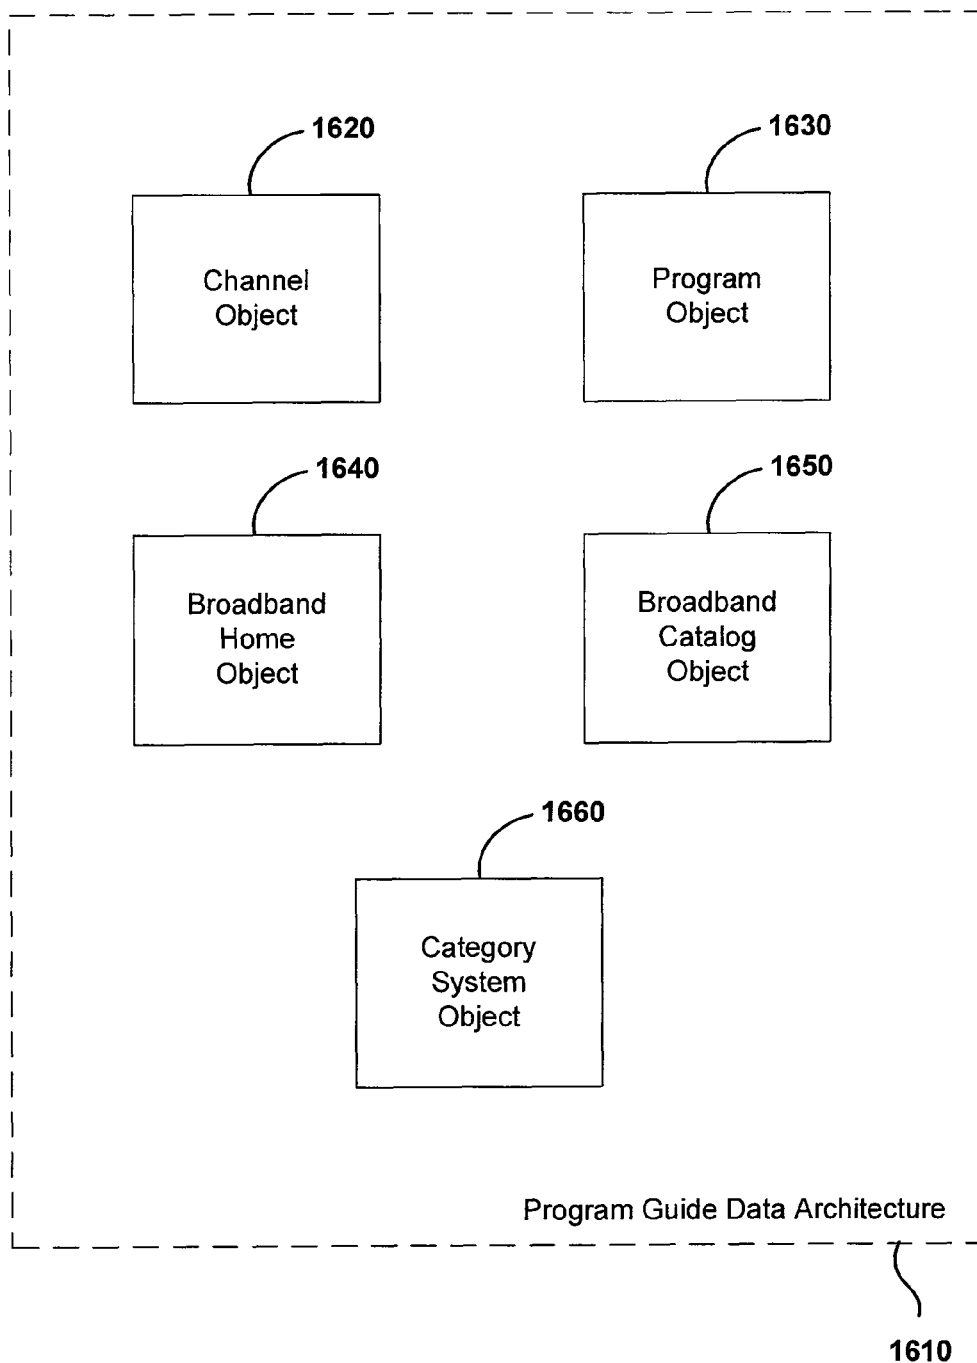 1620
1630
Channel
Object
Program
Object
1640
1650
Broadband
Home
Object
Broadband
Catalog
Object
1660
Category
System
Object
Program Guide Data Architecture
1610